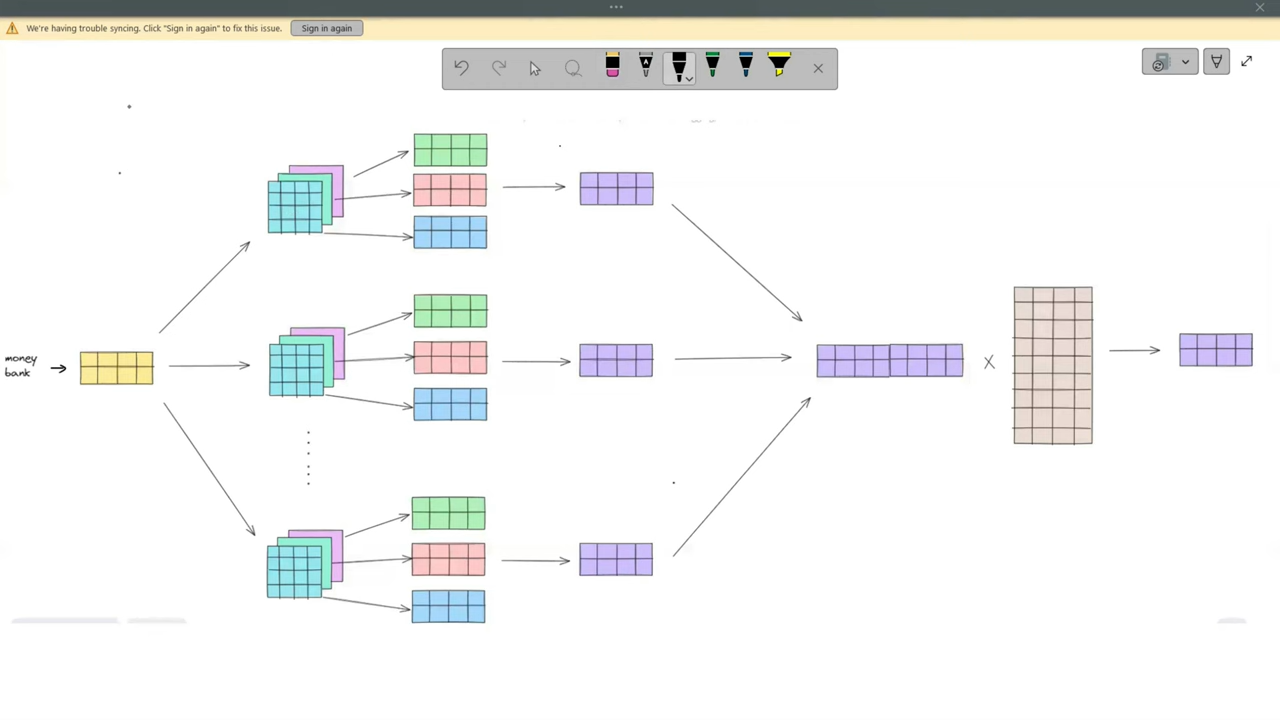 We're having trouble syncing. Click "Sign in again" to fix this issue.
Sign in again
money
bank